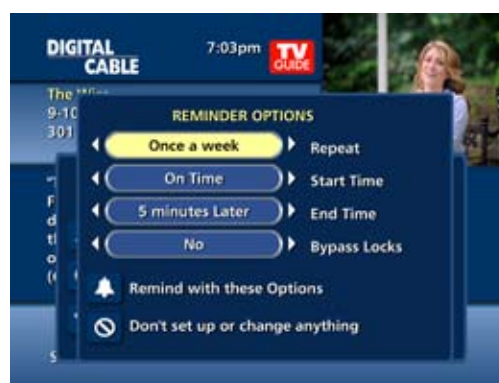 DIGITAL CABLE
7:03pm
TV GUIDE
The
9-10
301
REMINDER OPTIONS
Once a week Repeat
On Time Start Time
5 minutes Later End Time
No Bypass Locks
Remind with these Options
Don't set up or change anything